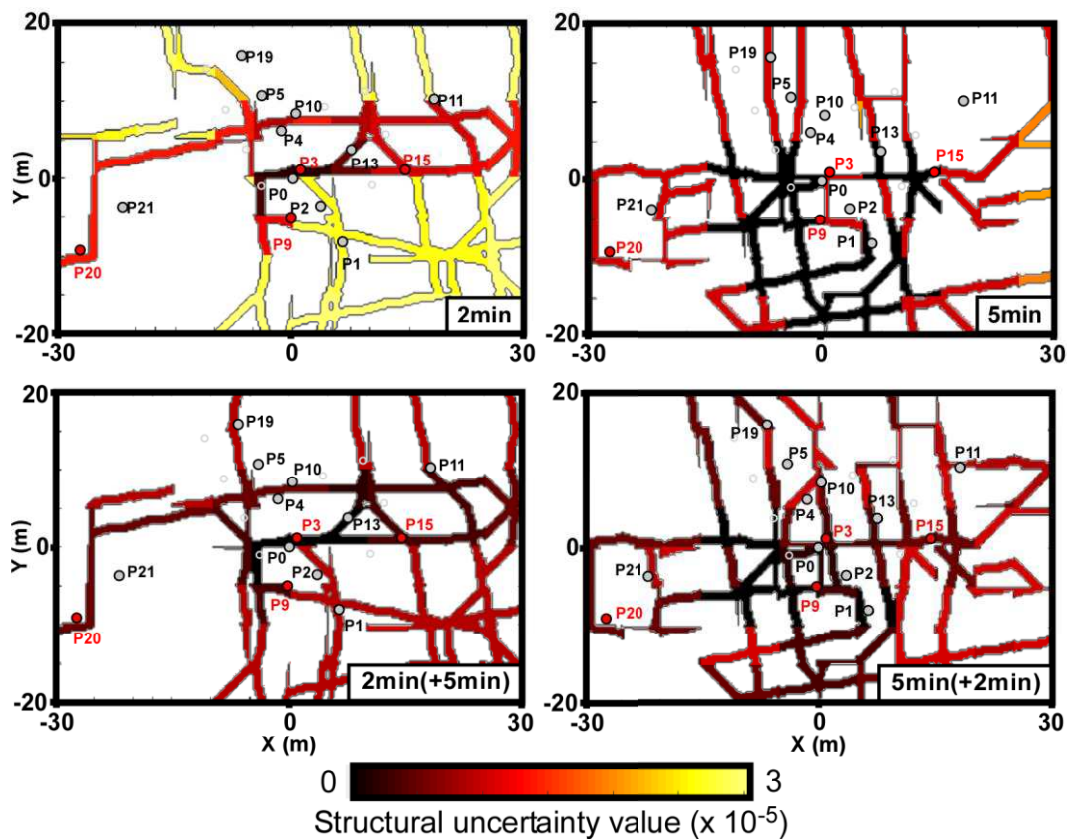 20
P19
P5
P10
P11
P4
P3
P13
P15
0
P0
P21
P2
P20
P9
P1
2min
-20
-30
0
30
Y (m)
20
P19
P5
P10
P11
P4
P13
P3
P15
0
P0
P21
P2
P9
P20
P1
5min
-20
-30
0
30
20
P19
P5
P10
P11
P4
P3
P13
P15
0
P0
P21
P2
P9
P20
P1
2min(+5min)
-20
-30
0
30
Y (m)
X (m)
20
P19
P5
P11
P10
P4
P13
P3
P15
0
P0
P21
P2
P9
P20
P1
5min(+2min)
-20
-30
0
30
X (m)
0
3
Structural uncertainty value (x 10⁻⁵)